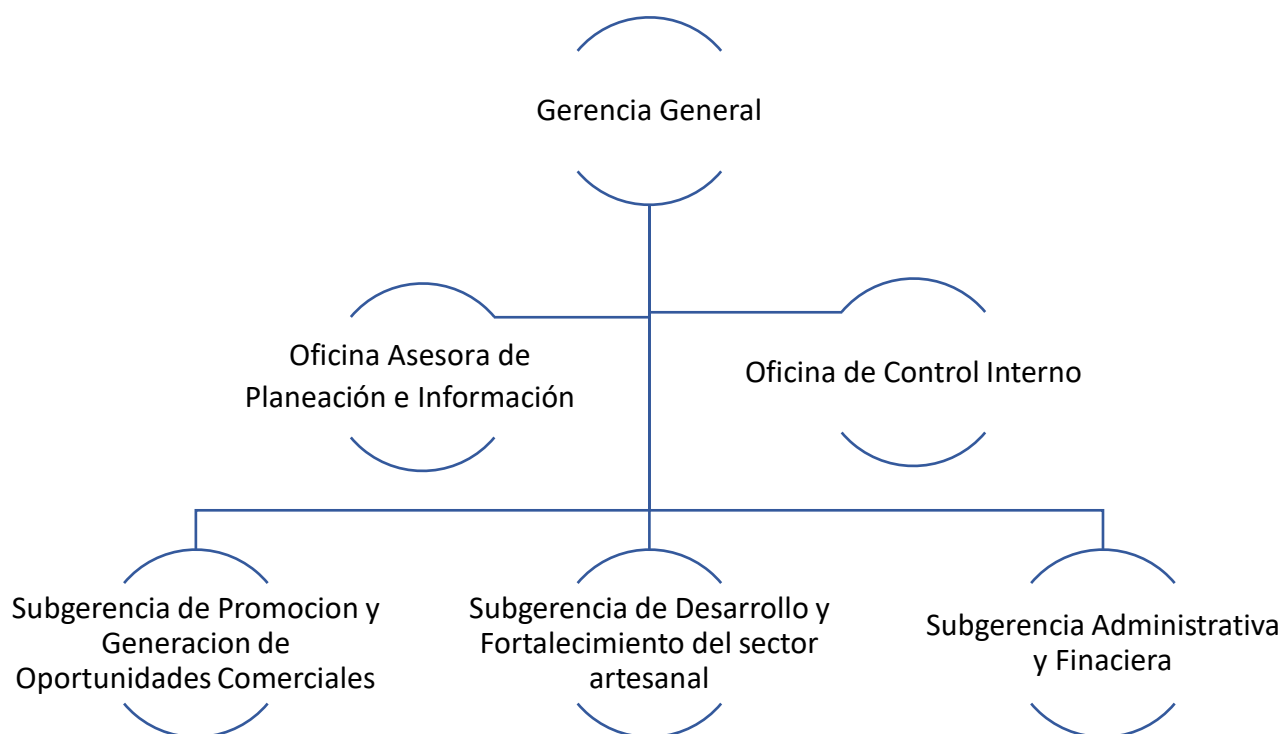 Gerencia General
Oficina Asesora de
Planeación e Información
Oficina de Control Interno
Subgerencia de Promocion y
Generacion de
Oportunidades Comerciales
Subgerencia de Desarrollo y
Fortalecimiento del sector
artesanal
Subgerencia Administrativa
y Finaciera